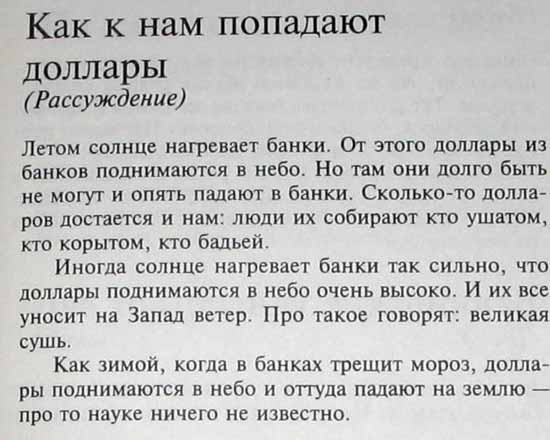 Как к нам попадают
доллары
(Рассуждение)
Летом солнце нагревает банки. От этого доллары из
банков поднимаются в небо. Но там они долго быть
не могут и опять падают в банки. Сколько-то долла-
ров достается и нам: люди их собирают кто ушатом,
кто корытом, кто бадьей.
Иногда солнце нагревает банки так сильно, что
доллары поднимаются в небо очень высоко. И их все
уносит на Запад ветер. Про такое говорят: великая
сушь.
Как зимой, когда в банках трещит мороз, долла-
ры поднимаются в небо и оттуда падают на землю —
про то науке ничего не известно.